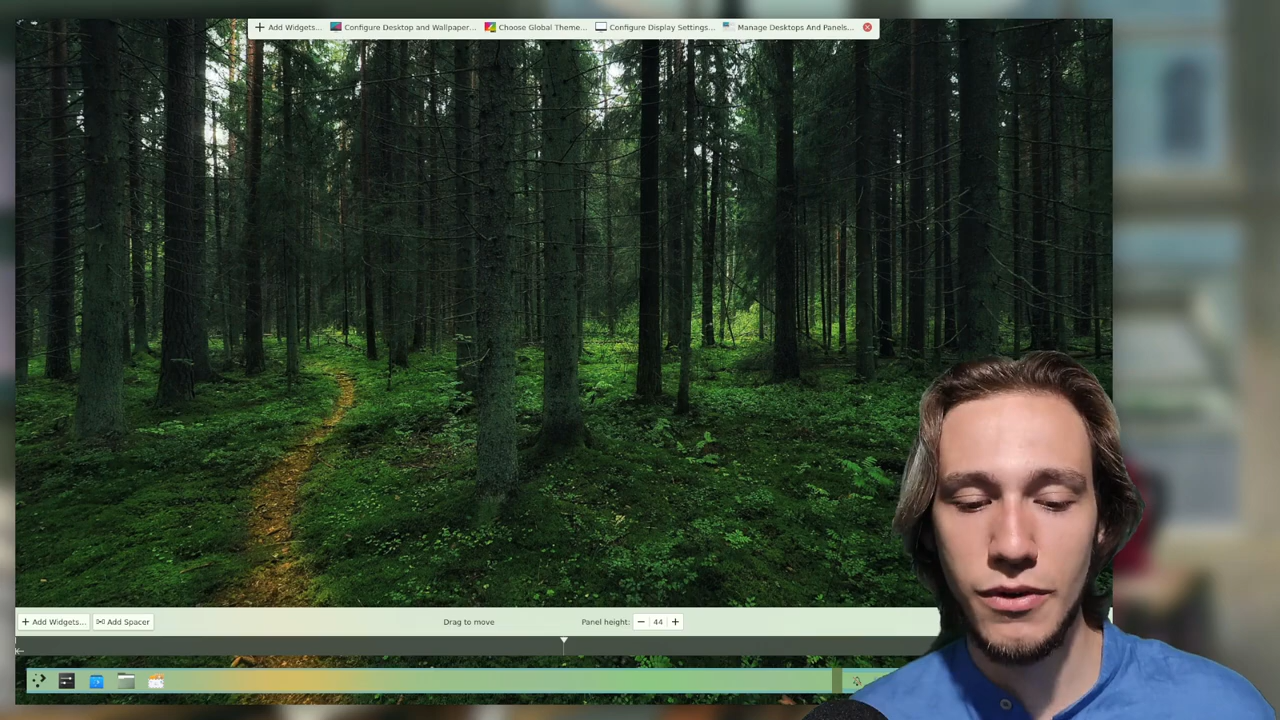 Add Widgets... Configure Desktop and Wallpaper... Choose Global Theme... Configure Display Settings... Manage Desktops And Panels...
Add Widgets... Add Spacer Drag to move Panel height: 44